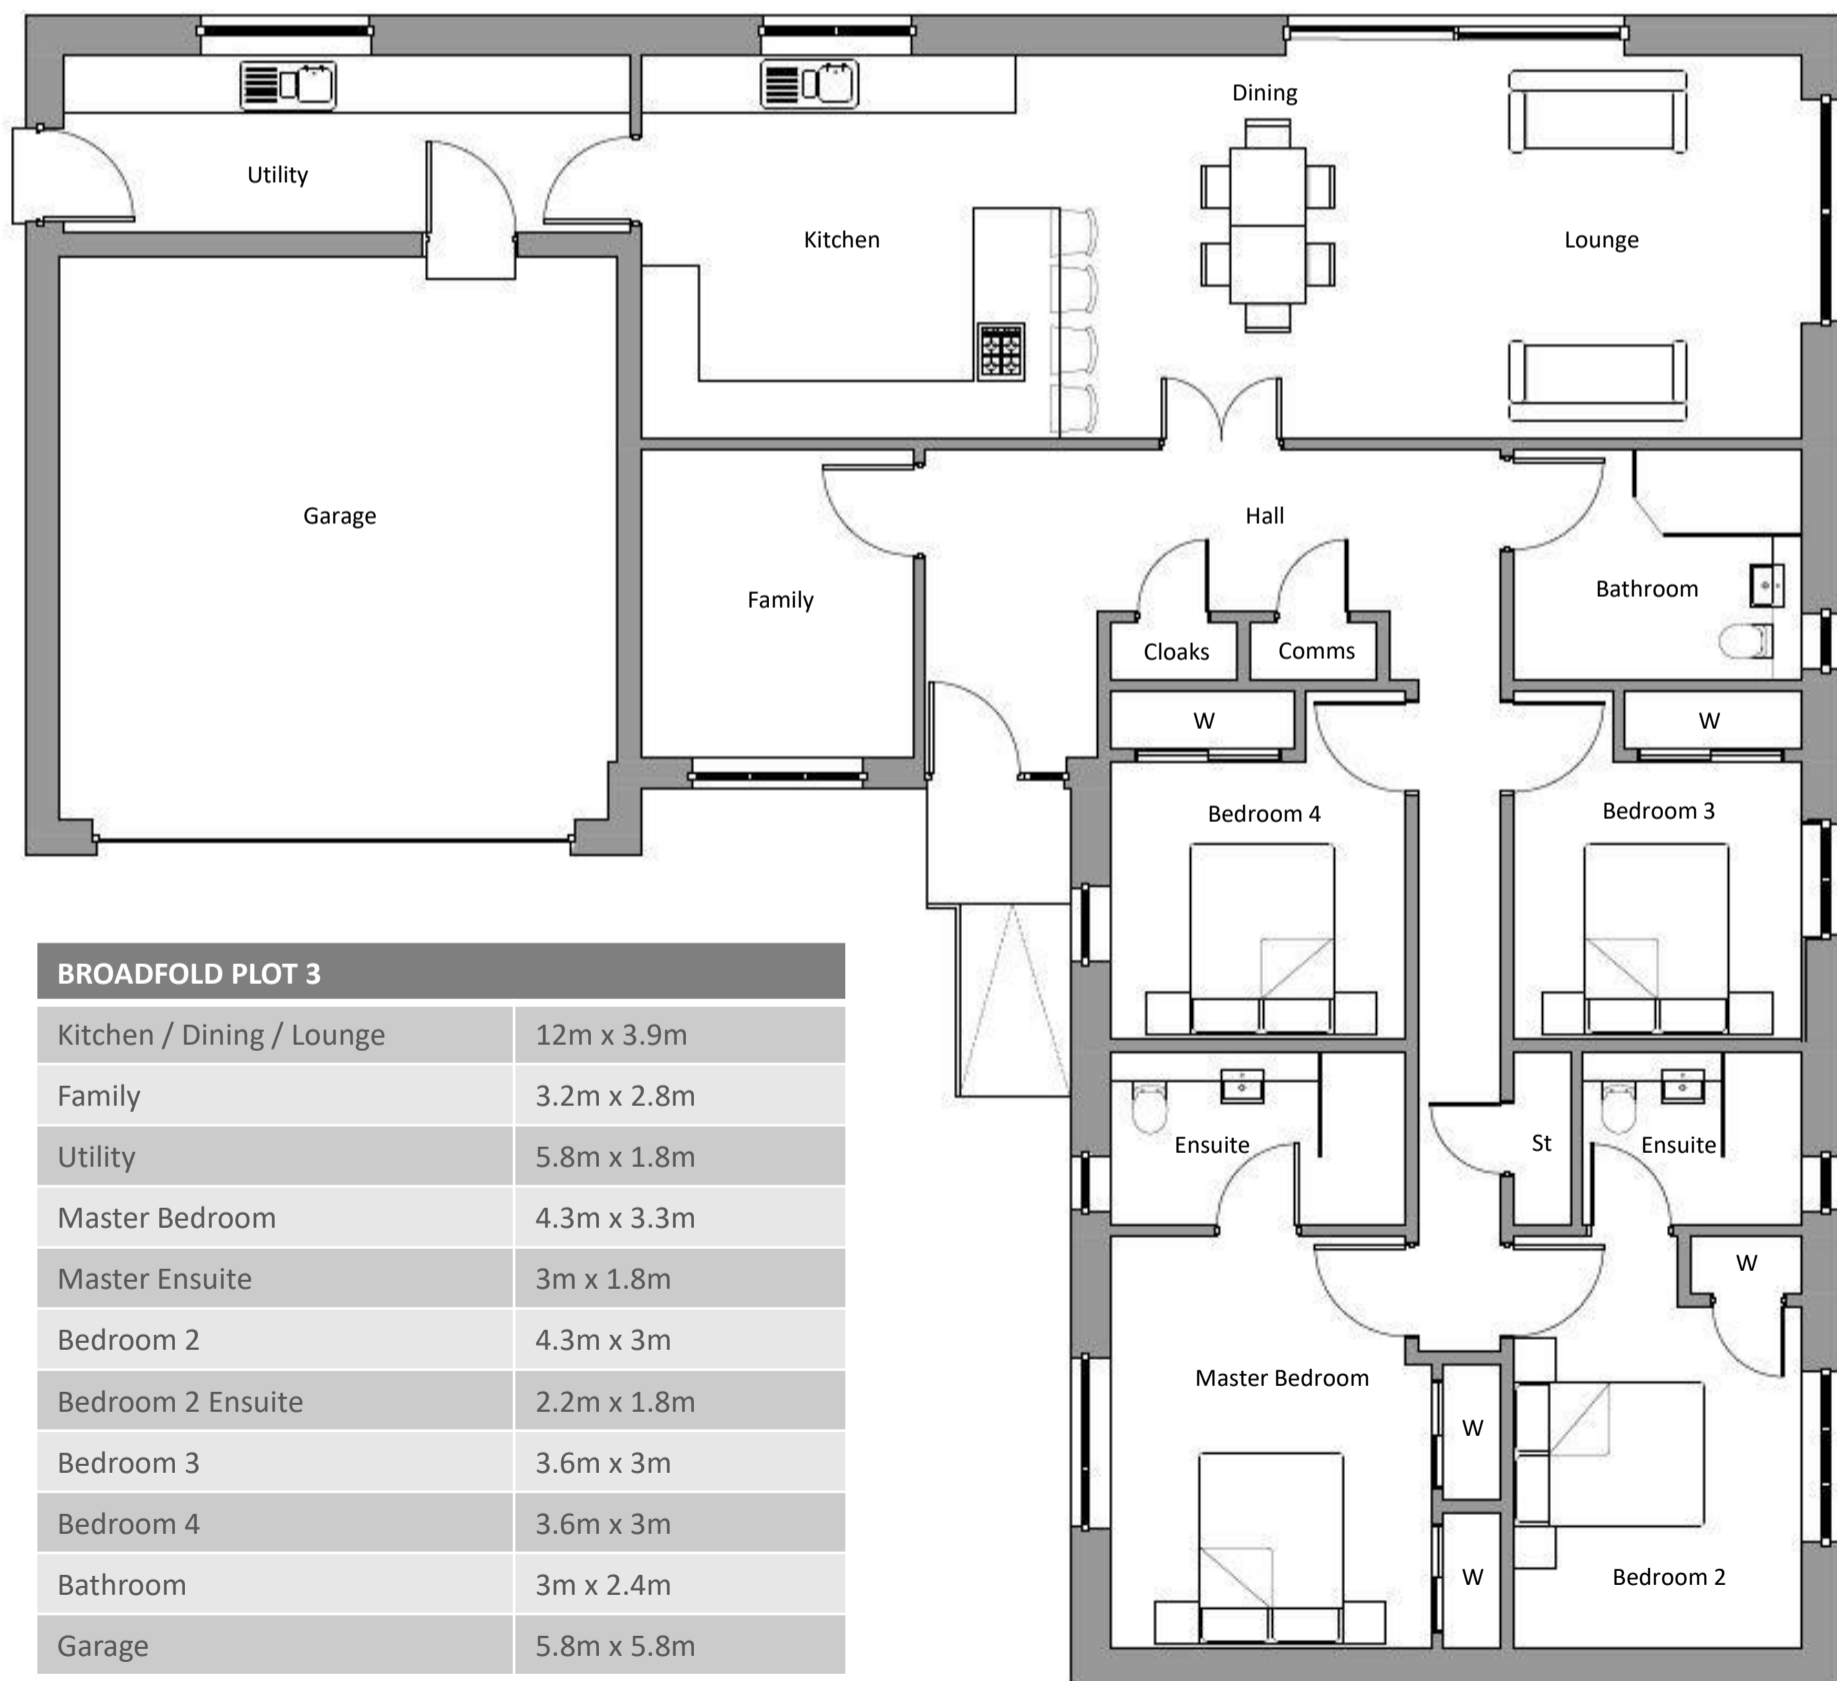 Dining
Utility
Kitchen
Lounge
Garage
Hall
Family
Bathroom
Cloaks
Comms
W
W
Bedroom 4
Bedroom 3
Ensuite
St
Ensuite
W
Master Bedroom
W
W
Bedroom 2
BROADFOLD PLOT 3
Kitchen / Dining / Lounge 12m x 3.9m
Family 3.2m x 2.8m
Utility 5.8m x 1.8m
Master Bedroom 4.3m x 3.3m
Master Ensuite 3m x 1.8m
Bedroom 2 4.3m x 3m
Bedroom 2 Ensuite 2.2m x 1.8m
Bedroom 3 3.6m x 3m
Bedroom 4 3.6m x 3m
Bathroom 3m x 2.4m
Garage 5.8m x 5.8m